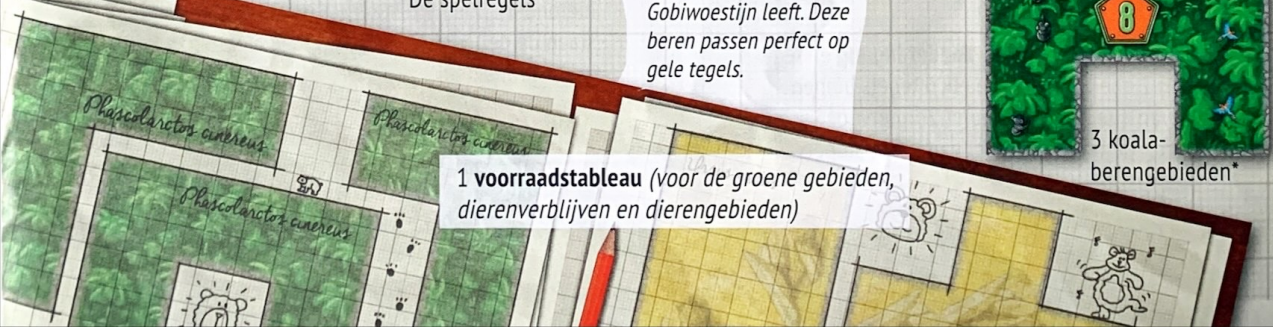 De spelregels
Gobiwoestijn leeft. Deze
beren passen perfect op
gele tegels.
8
3 koala-
berengebieden*
Phascolarctos cinereus
Phascolarctos cinereus
1 voorraadstableau (voor de groene gebieden,
dierenverblijven en dierengebieden)
Phascolarctos cinereus